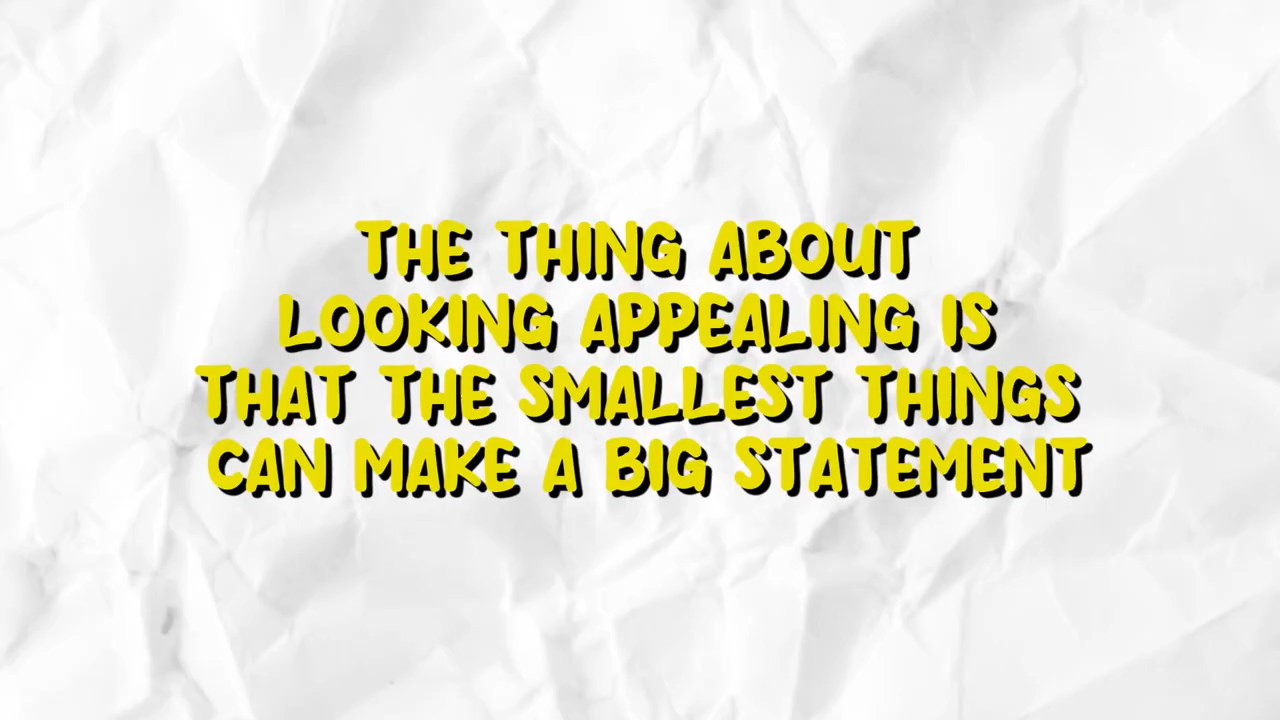 THE THING ABOUT
LOOKING APPEALING IS
THAT THE SMALLEST THINGS
CAN MAKE A BIG STATEMENT